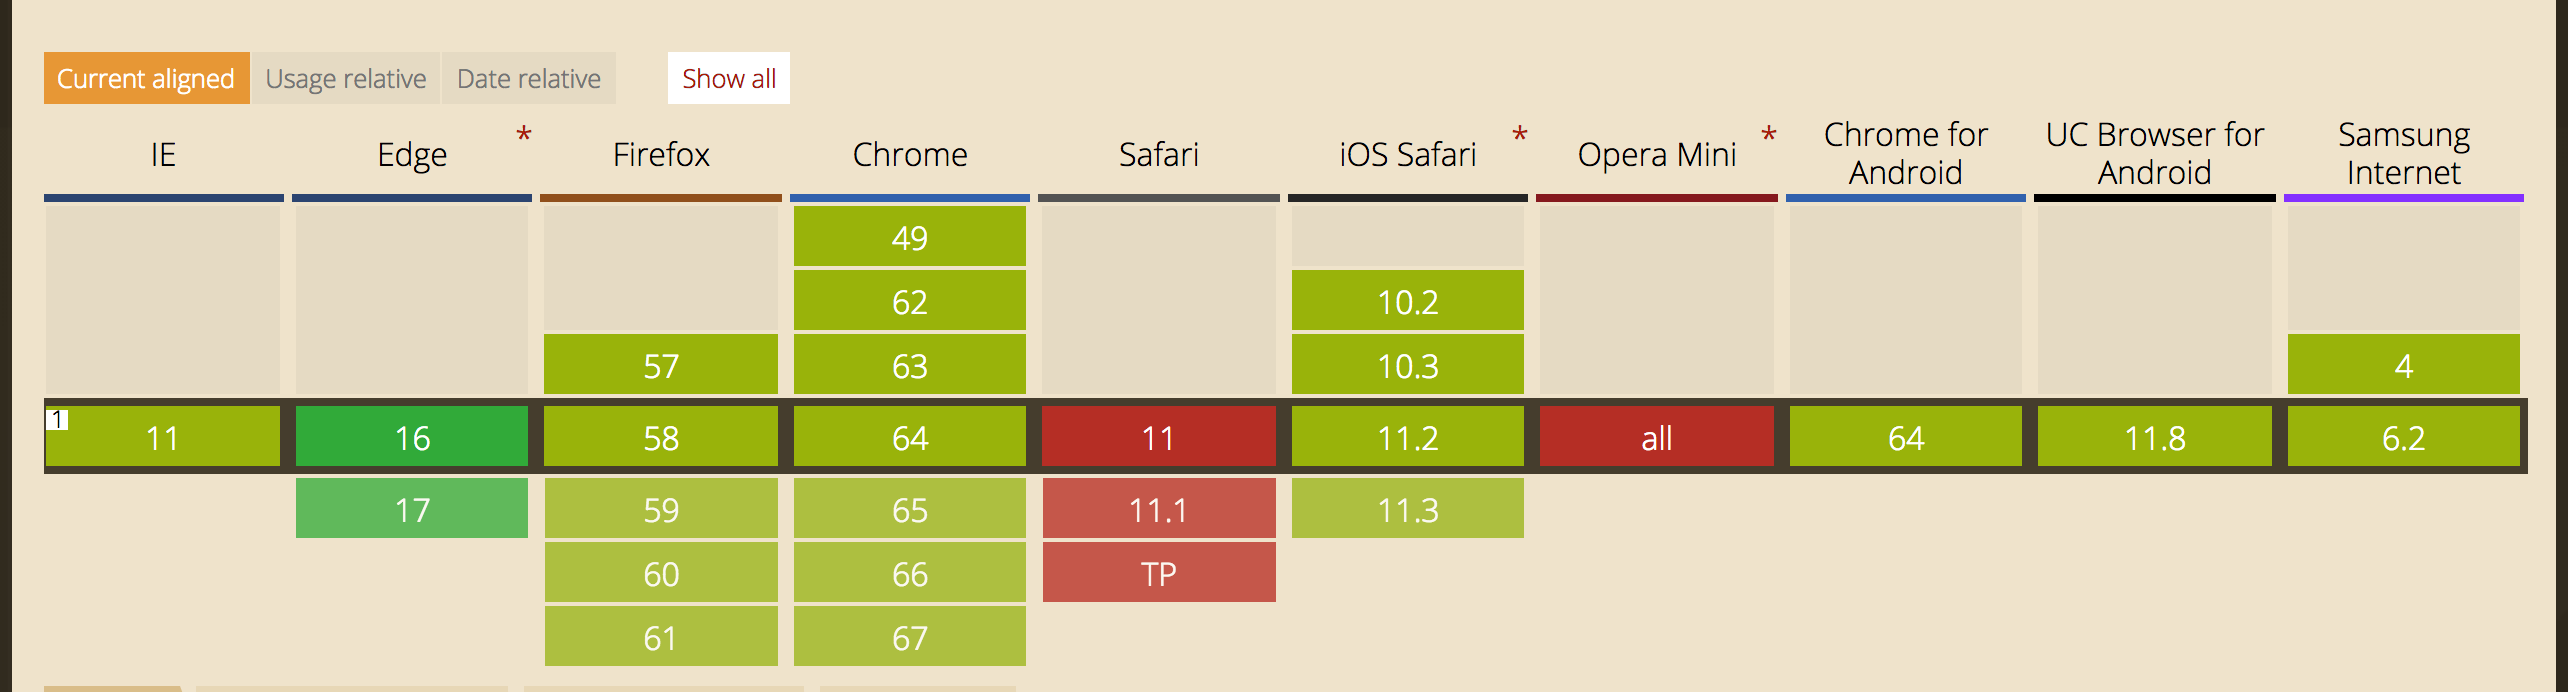 Current aligned Usage relative Date relative Show all
IE Edge * Firefox Chrome Safari iOS Safari * Opera Mini * Chrome for Android UC Browser for Android Samsung Internet
49
62 10.2
57 63 10.3 4
1 11 16 58 64 11 11.2 all 64 11.8 6.2
17 59 65 11.1 11.3
60 66 TP
61 67